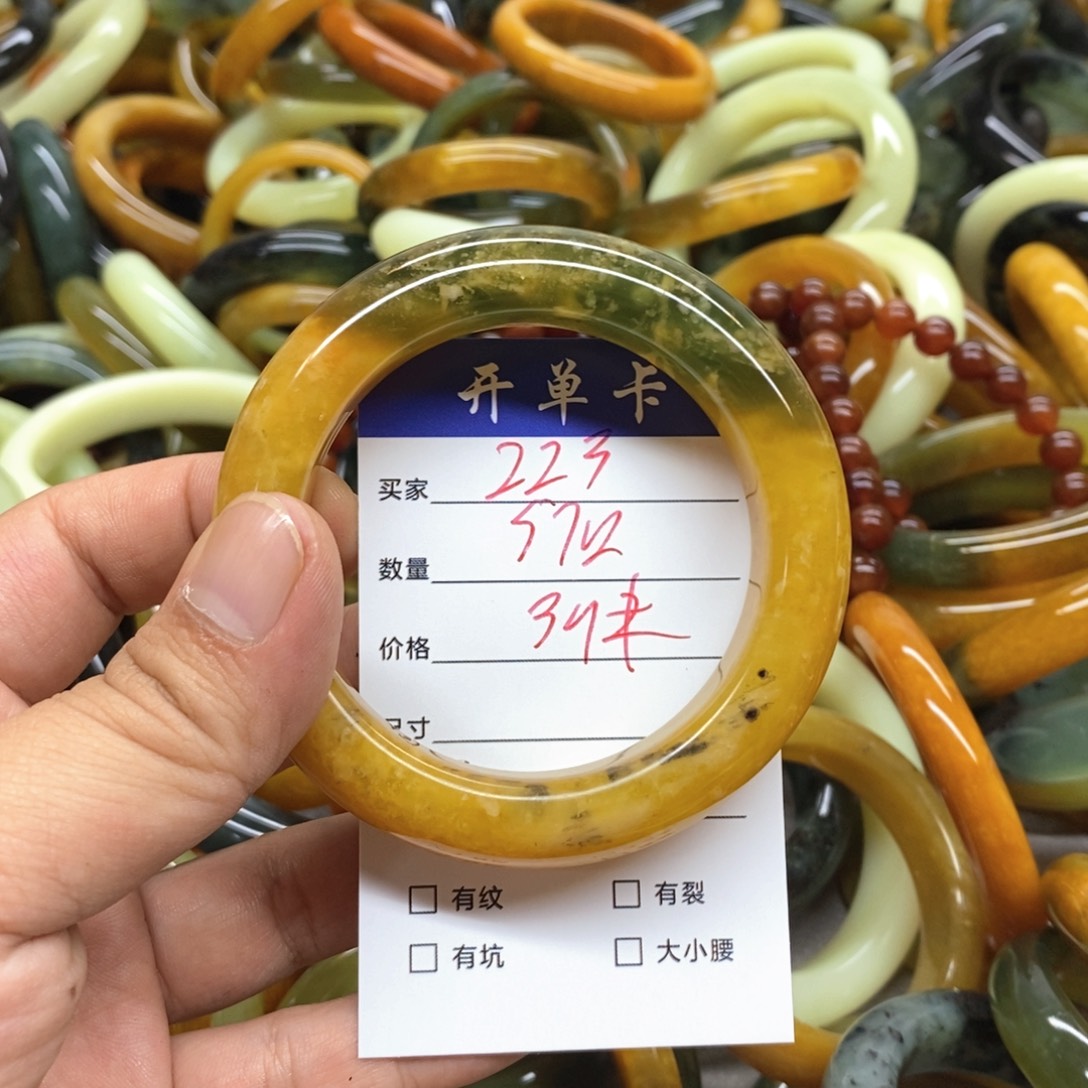 开单卡
买家 223
数量
价格
尺寸
□ 有纹 □ 有裂
□ 有坑 □ 大小腰